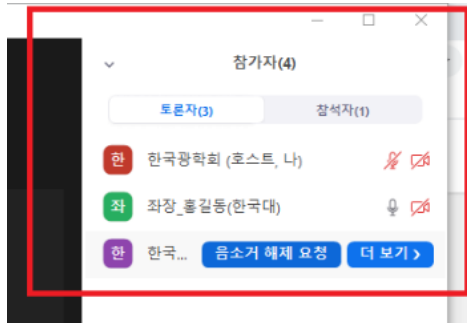 참가자(4)
토론자(3) 참석자(1)
한 한국광학회 (호스트, 나)
좌 좌장_홍길동(한국대)
한 한국... 음소거 해제 요청 더 보기 >